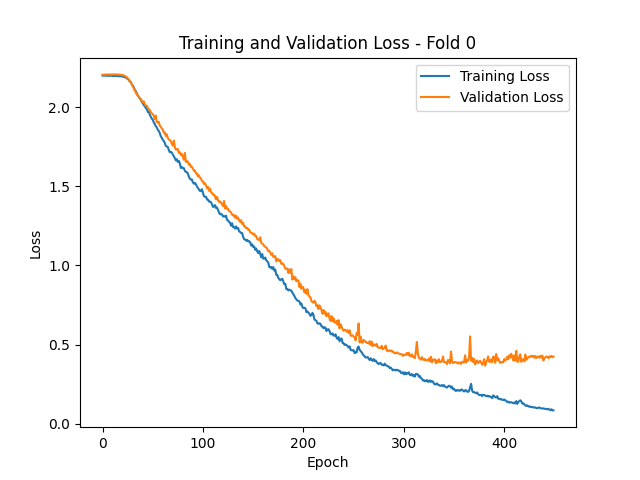 Training and Validation Loss - Fold 0
Training Loss
Validation Loss
2.0
1.5
1.0
0.5
0.0
Loss
0 100 200 300 400
Epoch